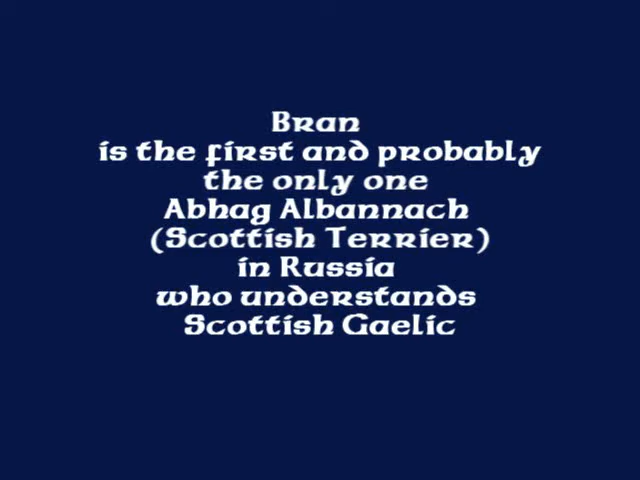 Bran
is the first and probably
the only one
Abhag Albannach
(Scottish Terrier)
in Russia
who understands
Scottish Gaelic